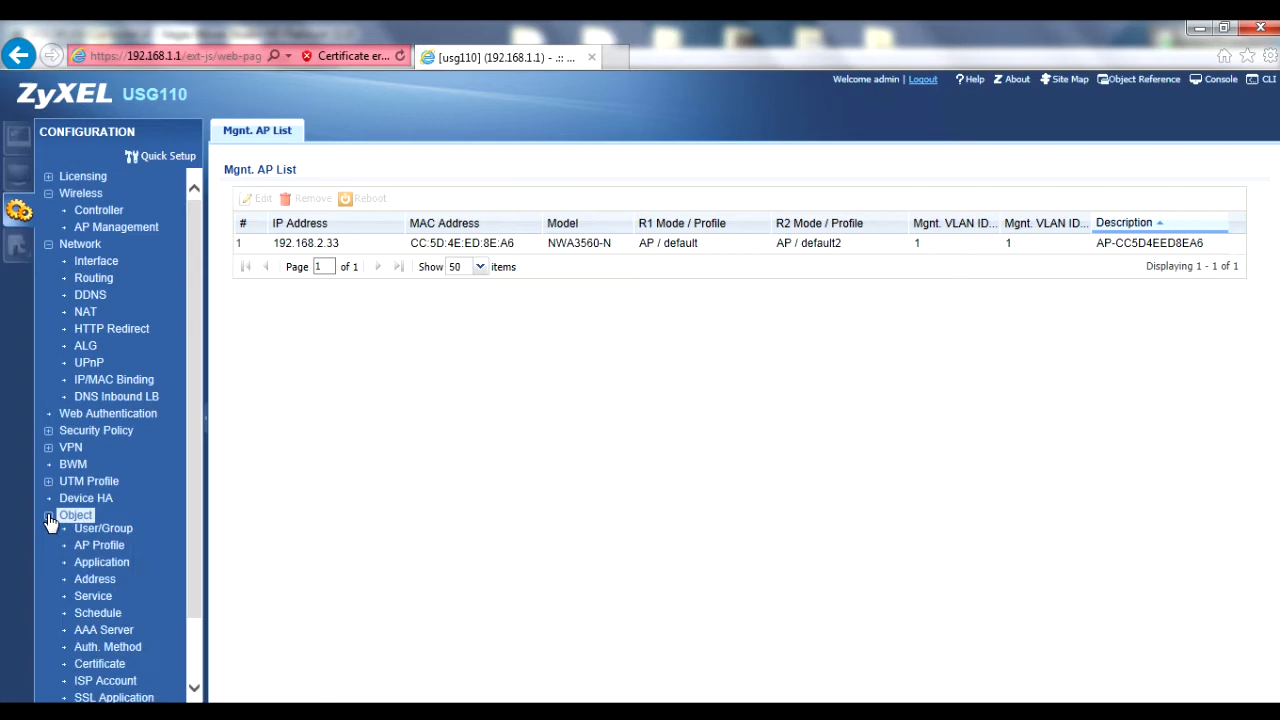 https://192.168.1.1/ext-js/web-pag
Certificate er...
[usg110] (192.168.1.1) - .:: ...
ZyXEL USG110
Welcome admin | Logout
? Help
Z About
Site Map
Object Reference
Console
CLI
CONFIGURATION
Quick Setup
Licensing
Wireless
Controller
AP Management
Network
Interface
Routing
DDNS
NAT
HTTP Redirect
ALG
UPnP
IP/MAC Binding
DNS Inbound LB
Web Authentication
Security Policy
VPN
BWM
UTM Profile
Device HA
Object
User/Group
AP Profile
Application
Address
Service
Schedule
AAA Server
Auth. Method
Certificate
ISP Account
SSL Application
Mgnt. AP List
Mgnt. AP List
Edit Remove Reboot
# IP Address MAC Address Model R1 Mode / Profile R2 Mode / Profile Mgnt. VLAN ID... Mgnt. VLAN ID... Description
1 192.168.2.33 CC:5D:4E:ED:8E:A6 NWA3560-N AP / default AP / default2 1 1 AP-CC5D4EED8EA6
Page 1 of 1 Show 50 items Displaying 1 - 1 of 1